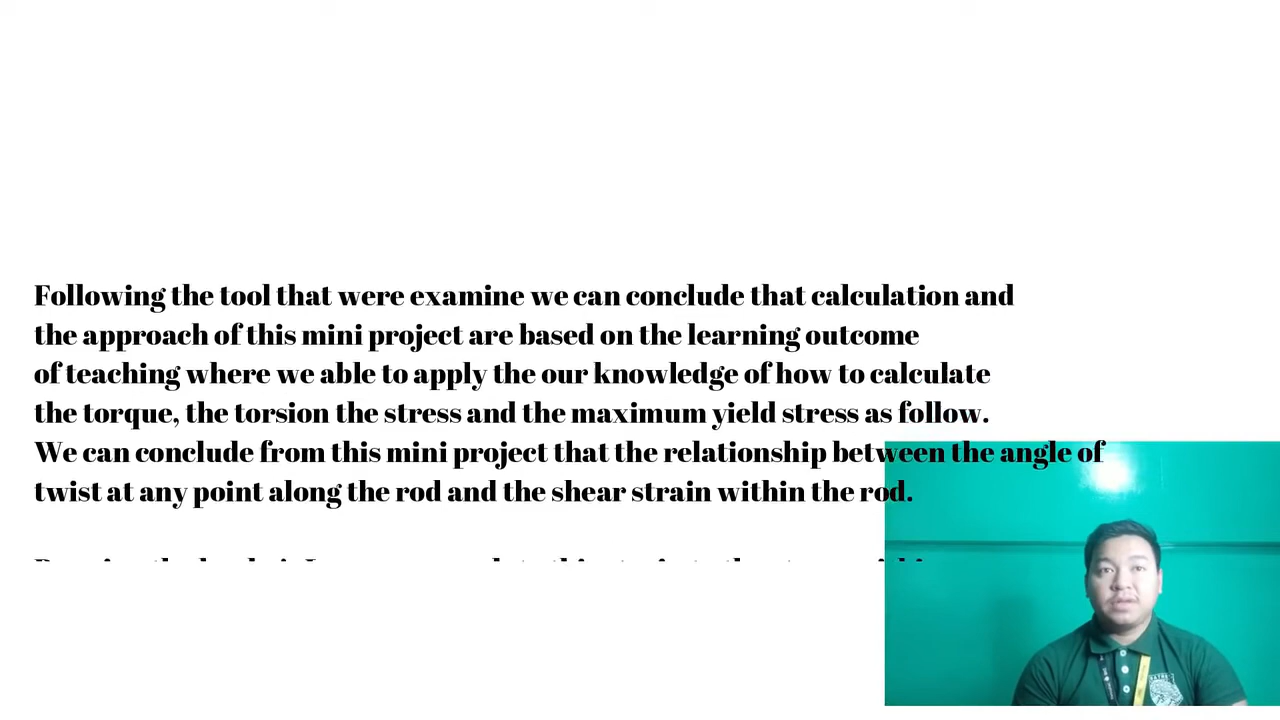 Following the tool that were examine we can conclude that calculation and
the approach of this mini project are based on the learning outcome
of teaching where we able to apply the our knowledge of how to calculate
the torque, the torsion the stress and the maximum yield stress as follow.
We can conclude from this mini project that the relationship between the angle of
twist at any point along the rod and the shear strain within the rod.